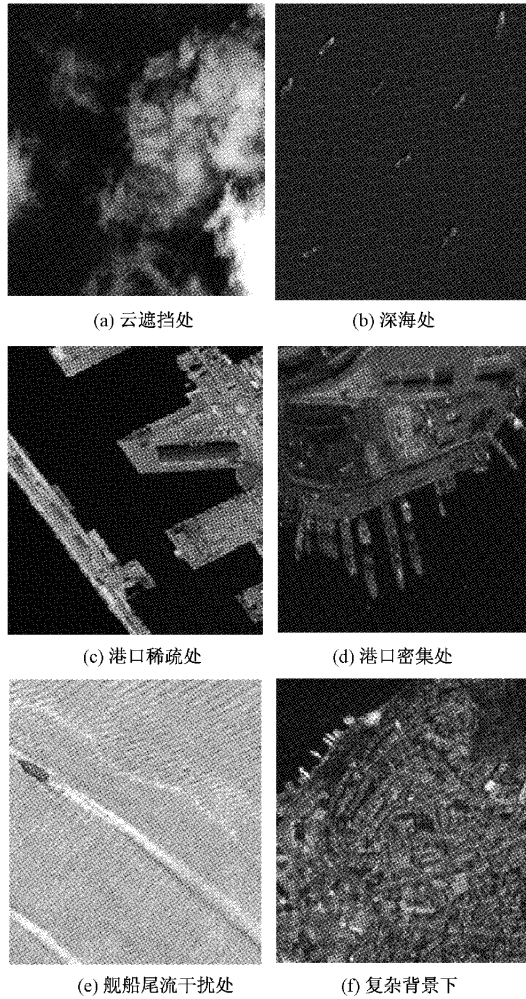 (a) 云遮挡处
(b) 深海处
(c) 港口稀疏处
(d) 港口密集处
(e) 舰船尾流干扰处
(f) 复杂背景下